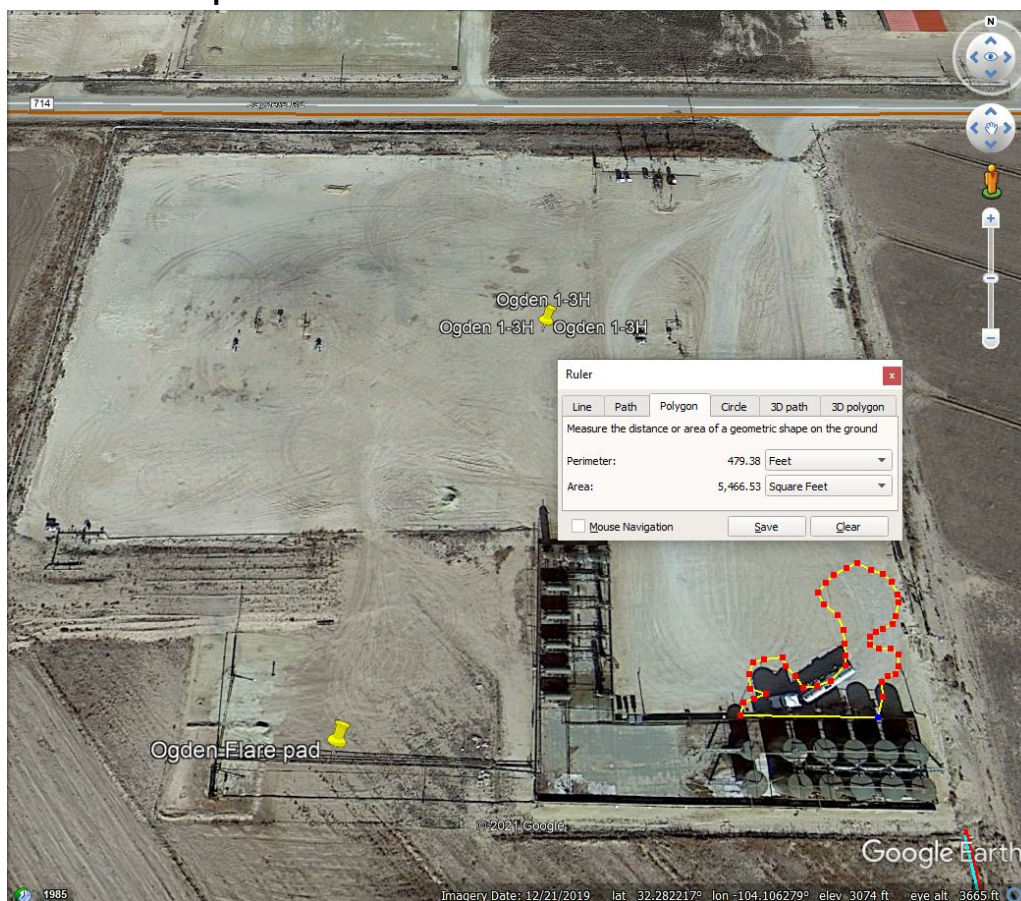 N
714
Ogden 1-3H
Ogden 1-3H Ogden 1-3H
Ruler
x
Line Path Polygon Circle 3D path 3D polygon
Measure the distance or area of a geometric shape on the ground
Perimeter: 479.38 Feet
Area: 5,466.53 Square Feet
Mouse Navigation Save Clear
Ogden Flare pad
© 2021 Google
Google Earth
1985
Imagery Date: 12/21/2019 lat 32.282217° lon -104.106279° elev 3074 ft eye alt 3665 ft